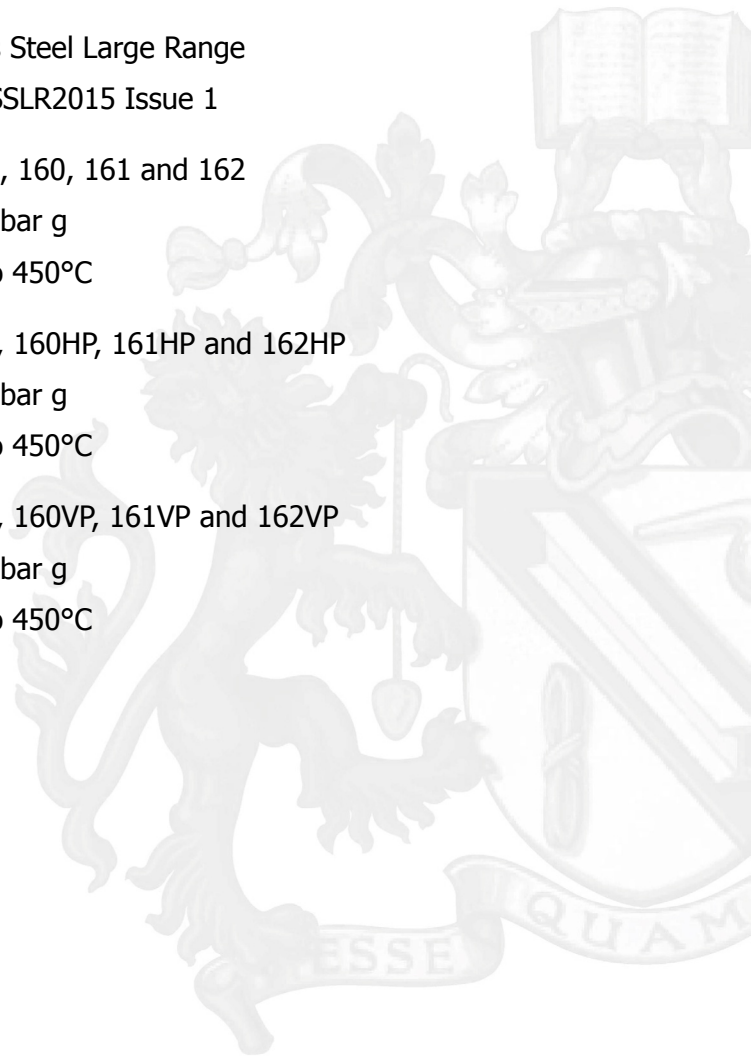 Steel Large Range
SSLR2015 Issue 1
, 160, 161 and 162
bar g
450°C
, 160HP, 161HP and 162HP
bar g
450°C
, 160VP, 161VP and 162VP
bar g
450°C
ESSE QUAM